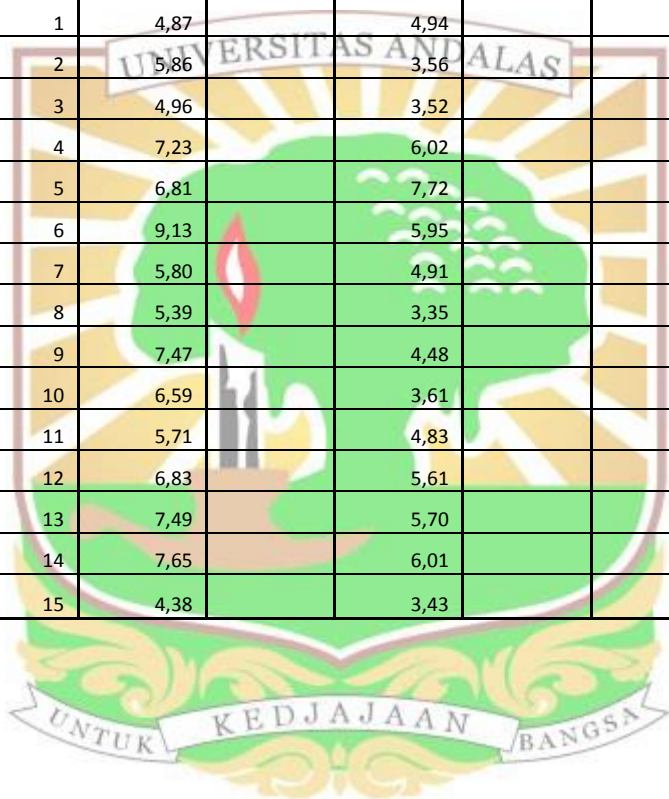 1 4,87 4,94
UNIVERSITAS ANDALAS
2 5,86 3,56
3 4,96 3,52
4 7,23 6,02
5 6,81 7,72
6 9,13 5,95
7 5,80 4,91
8 5,39 3,35
9 7,47 4,48
10 6,59 3,61
11 5,71 4,83
12 6,83 5,61
13 7,49 5,70
14 7,65 6,01
15 4,38 3,43
UNTUK KEDJAJAAN BANGSA